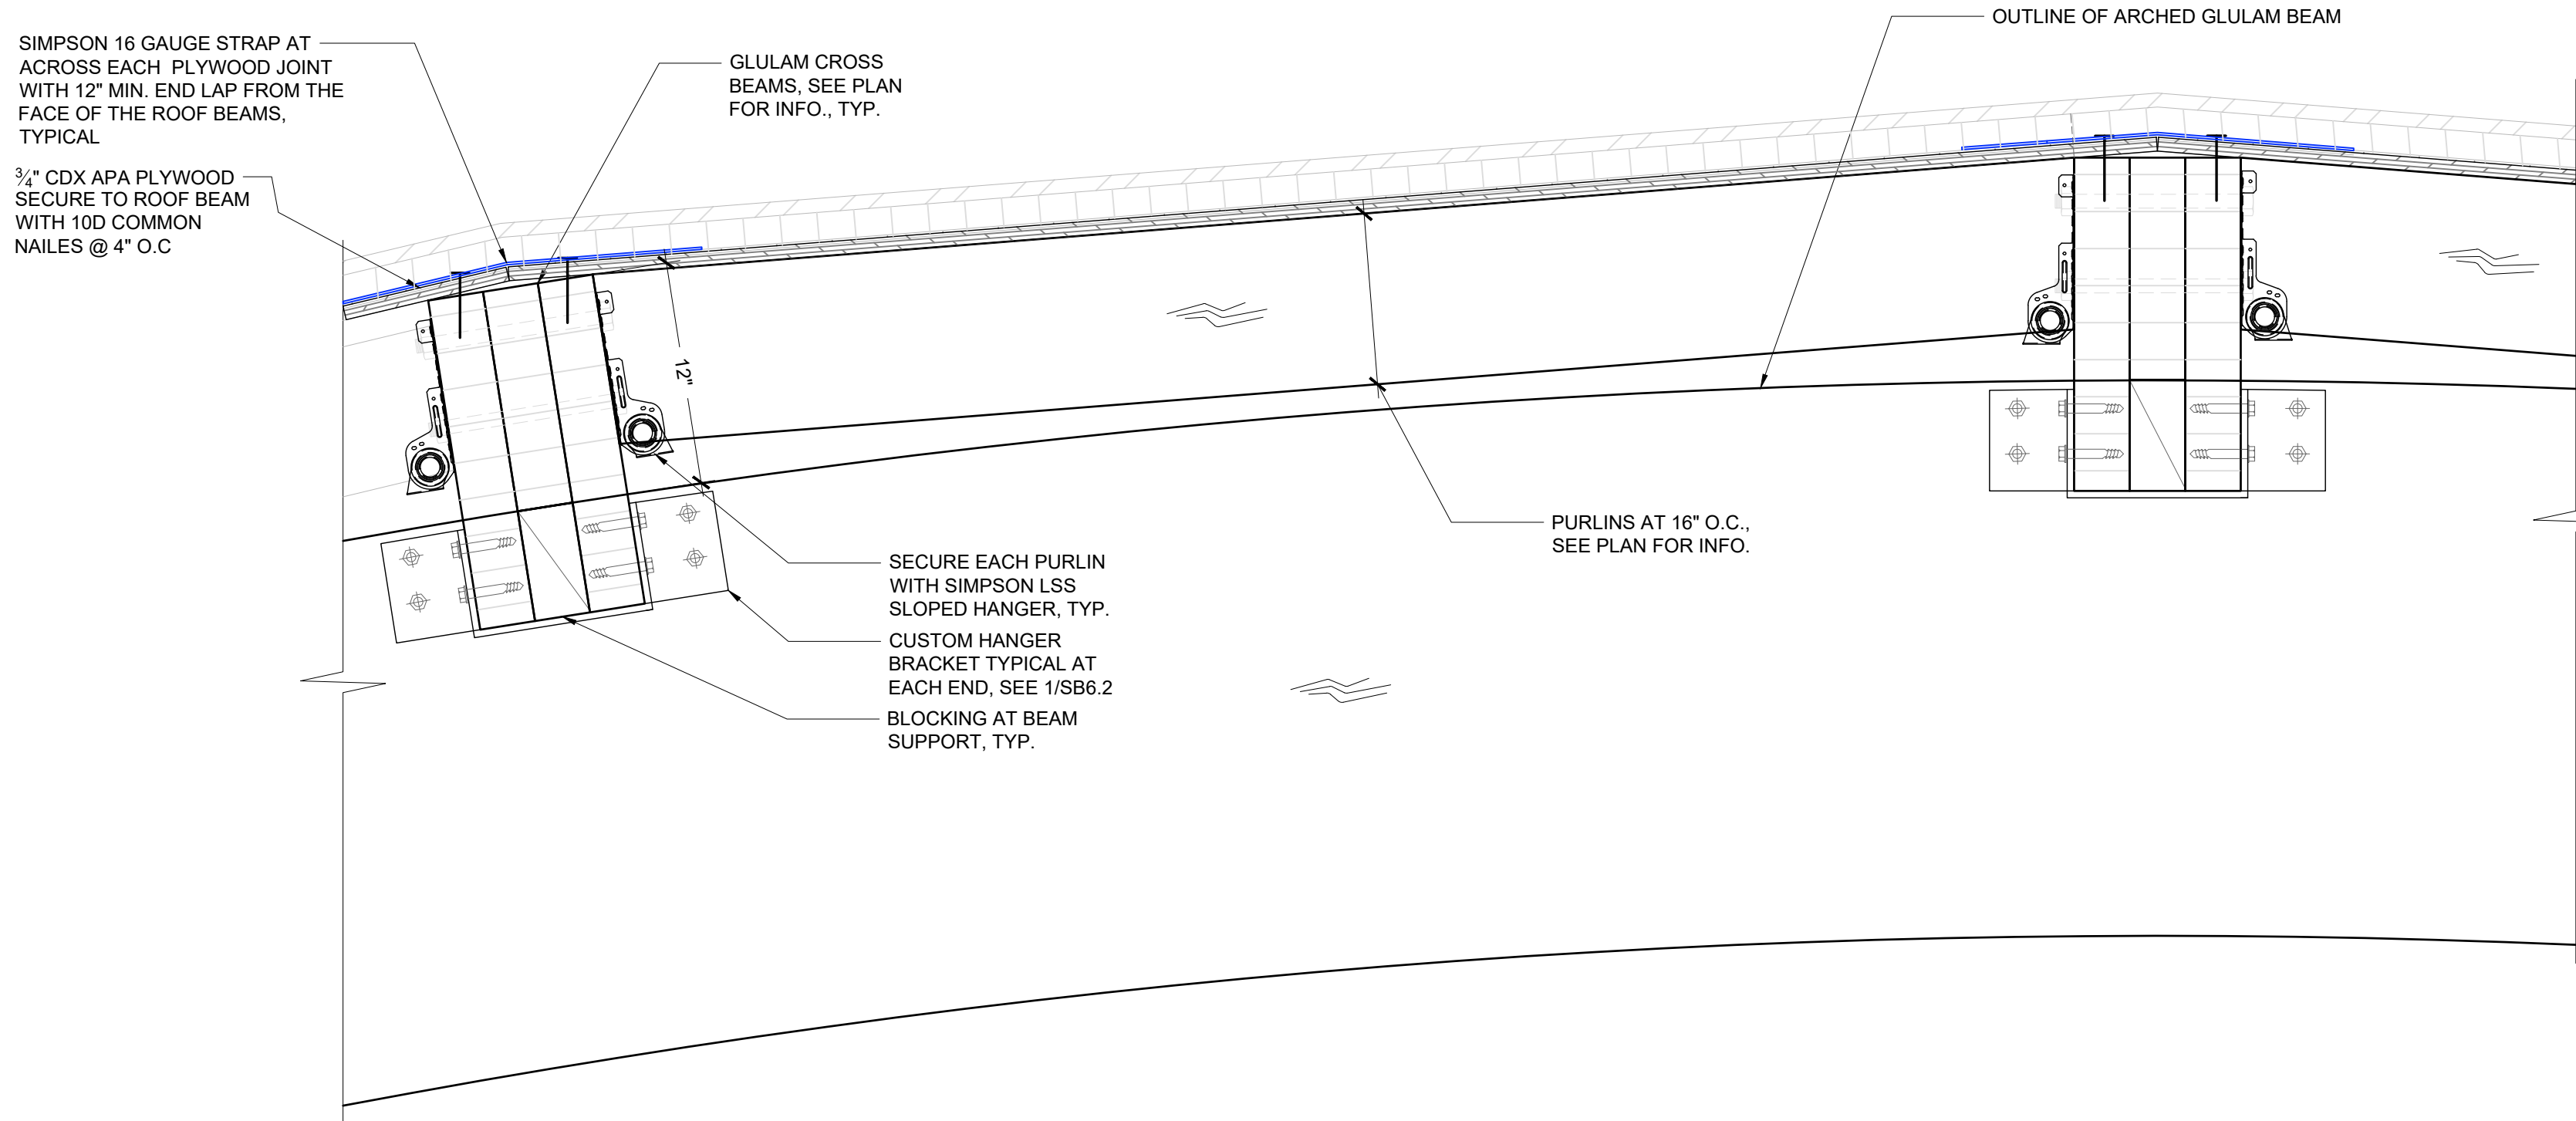 OUTLINE OF ARCHED GLULAM BEAM
SIMPSON 16 GAUGE STRAP AT
ACROSS EACH  PLYWOOD JOINT
WITH 12" MIN. END LAP FROM THE
FACE OF THE ROOF BEAMS,
TYPICAL
GLULAM CROSS
BEAMS, SEE PLAN
FOR INFO., TYP.
¾" CDX APA PLYWOOD
SECURE TO ROOF BEAM
WITH 10D COMMON
NAILES @ 4" O.C
12"
PURLINS AT 16" O.C.,
SEE PLAN FOR INFO.
SECURE EACH PURLIN
WITH SIMPSON LSS
SLOPED HANGER, TYP.
CUSTOM HANGER
BRACKET TYPICAL AT
EACH END, SEE 1/SB6.2
BLOCKING AT BEAM
SUPPORT, TYP.